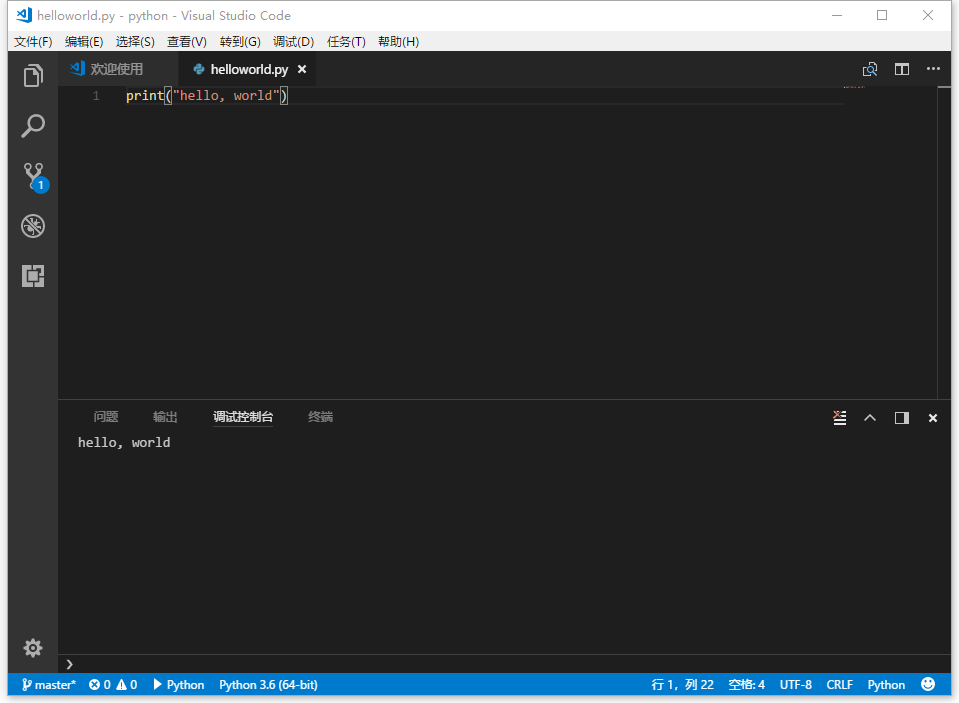 helloworld.py - python - Visual Studio Code
文件(F) 编辑(E) 选择(S) 查看(V) 转到(G) 调试(D) 任务(T) 帮助(H)
欢迎使用 helloworld.py
1 print("hello, world")
1
问题 输出 调试控制台 终端
hello, world
master* 0 0 Python Python 3.6 (64-bit) 行 1，列 22 空格: 4 UTF-8 CRLF Python